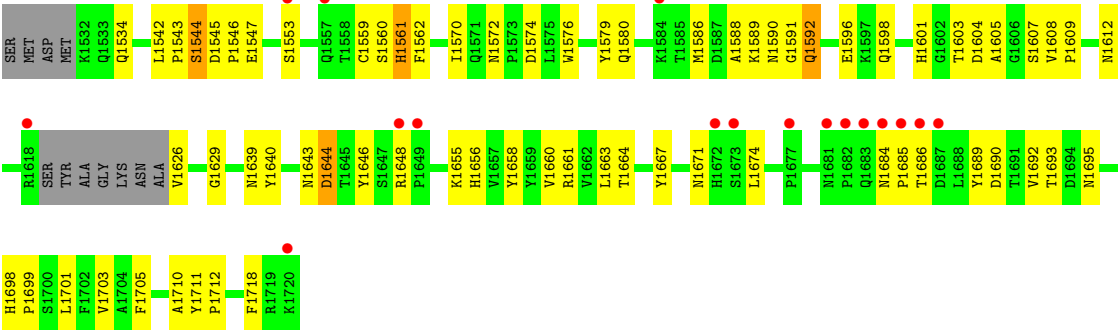 SER MET ASP MET K1532 Q1533 Q1534 L1542 P1543 S1544 D1545 P1546 E1547 S1553 Q1557 T1558 C1559 S1560 H1561 F1562 I1570 Q1571 N1572 P1573 D1574 L1575 W1576 Y1579 Q1580 K1584 T1585 M1586 D1587 A1588 K1589 N1590 G1591 Q1592 E1596 K1597 Q1598 H1601 G1602 T1603 D1604 A1605 G1606 S1607 V1608 P1609 N1612
R1618 SER TYR ALA GLY LYS ASN ALA V1626 G1629 N1639 Y1640 N1643 D1644 T1645 Y1646 S1647 R1648 P1649 K1655 H1656 V1657 Y1658 Y1659 V1660 R1661 V1662 L1663 T1664 Y1667 N1671 H1672 S1673 L1674 P1677 N1681 P1682 Q1683 N1684 P1685 T1686 D1687 L1688 Y1689 D1690 T1691 V1692 T1693 D1694 N1695
H1698 P1699 S1700 L1701 F1702 V1703 A1704 F1705 A1710 Y1711 P1712 F1718 R1719 K1720